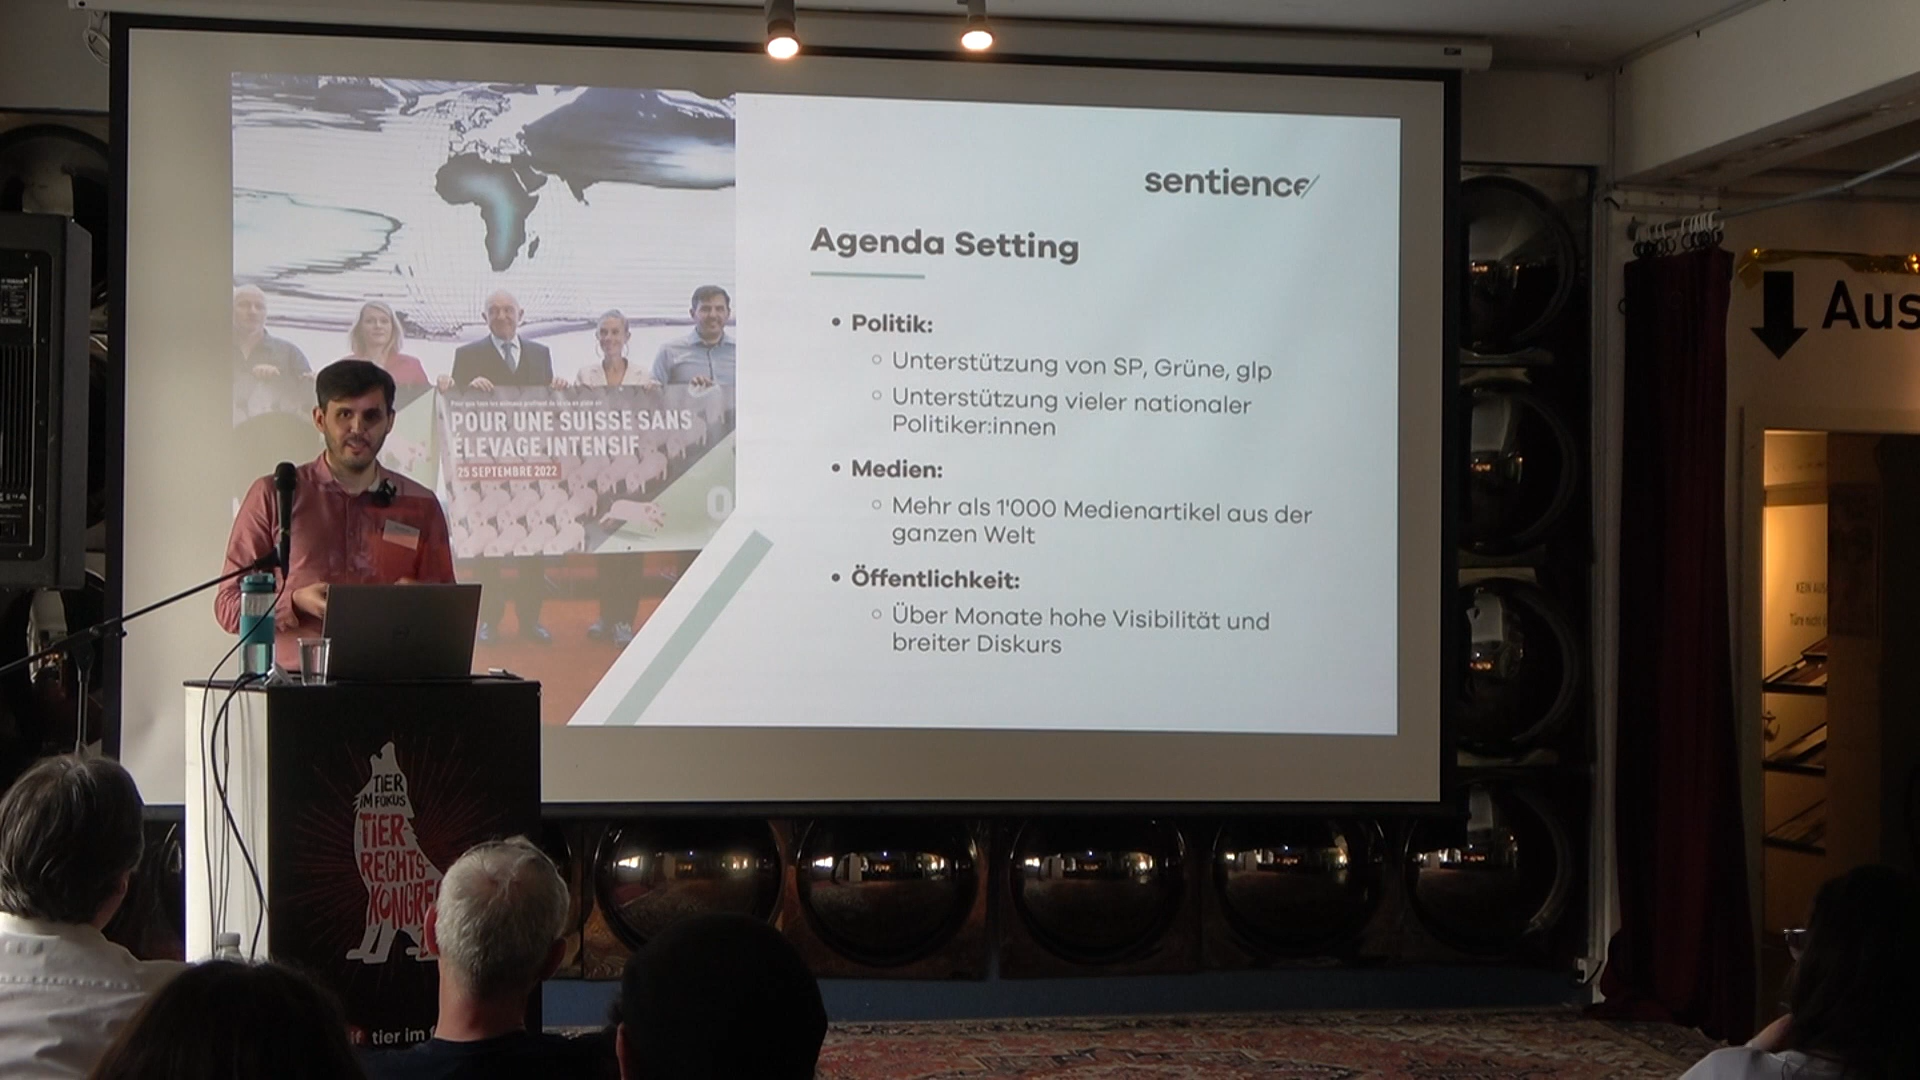 sentience
Agenda Setting
• Politik:
○ Unterstützung von SP, Grüne, glp
○ Unterstützung vieler nationaler
Politiker:innen
• Medien:
○ Mehr als 1'000 Medienartikel aus der
ganzen Welt
• Öffentlichkeit:
○ Über Monate hohe Visibilität und
breiter Diskurs
POUR UNE SUISSE SANS
ÉLEVAGE INTENSIF
25 SEPTEMBRE 2022
Aus
TIER
IM FOKUS
TIER-
RECHTS-
KONGRE
tier im